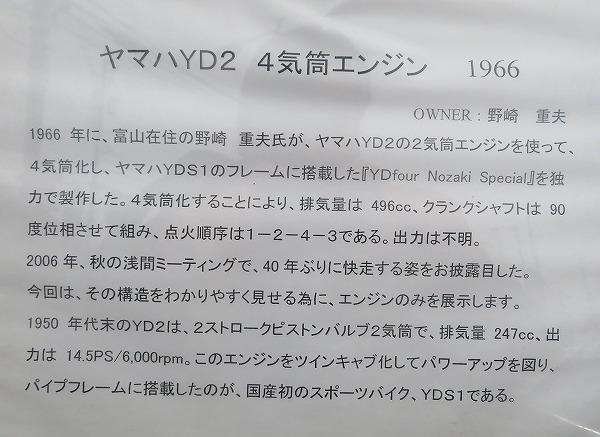 ヤマハYD2 4気筒エンジン 1966
OWNER：野崎 重夫
1966 年に、富山在住の野崎 重夫氏が、ヤマハYD2の2気筒エンジンを使って、
4気筒化し、ヤマハYDS1のフレームに搭載した『YDfour Nozaki Special』を独
力で製作した。4気筒化することにより、排気量は 496cc、クランクシャフトは 90
度位相させて組み、点火順序は1－2－4－3である。出力は不明。
2006 年、秋の浅間ミーティングで、40 年ぶりに快走する姿をお披露目した。
今回は、その構造をわかりやすく見せる為に、エンジンのみを展示します。
1950 年代末のYD2は、2ストロークピストンバルブ2気筒で、排気量 247cc、出
力は 14.5PS/6,000rpm。このエンジンをツインキャブ化してパワーアップを図り、
パイプフレームに搭載したのが、国産初のスポーツバイク、YDS1である。